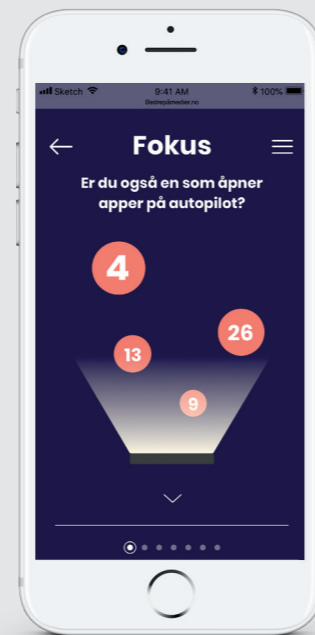 Sketch 9:41 AM 100%
Bedrepåmedier.no
Fokus
Er du også en som åpner
apper på autopilot?
4
26
13
9